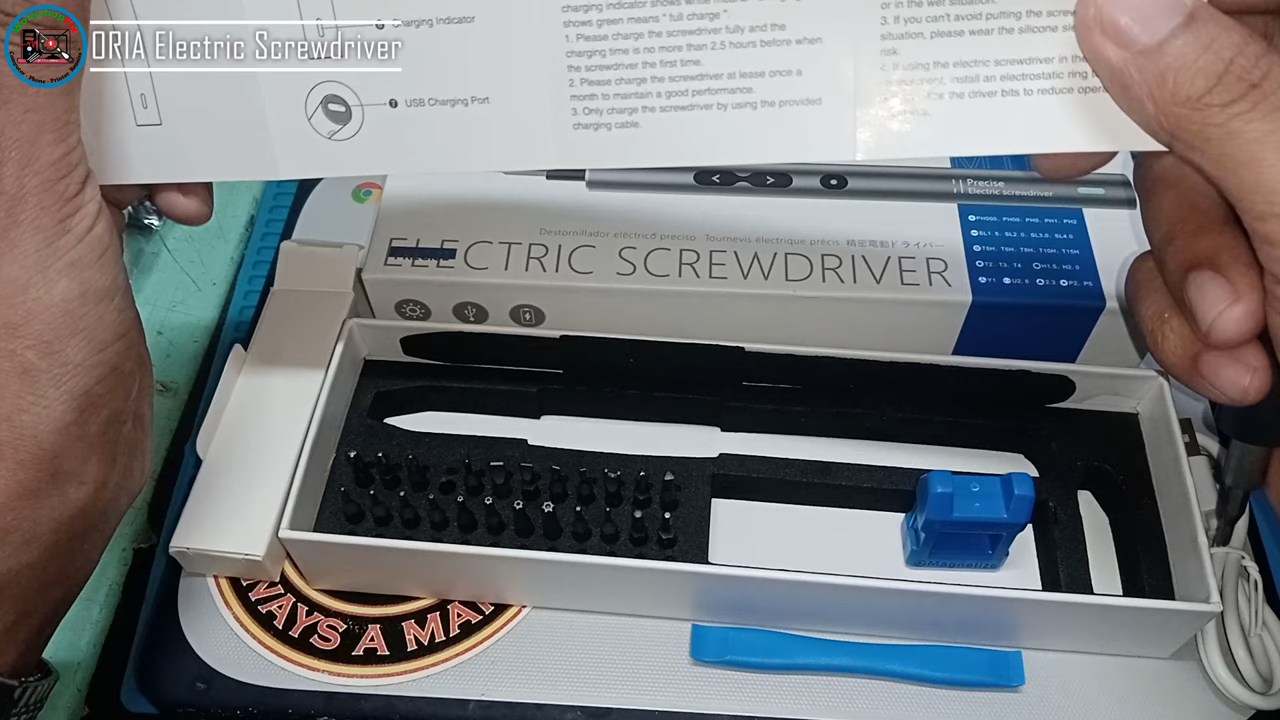 Workshop
Computer - Phone - Printer
ORIA Electric Screwdriver
Charging Indicator
7 USB Charging Port
charging indicator shows white means
shows green means " full charge ".
1. Please charge the screwdriver fully and the
charging time is no more than 2.5 hours before when
the screwdriver the first time.
2. Please charge the screwdriver at lease once a
month to maintain a good performance.
3. Only charge the screwdriver by using the provided
charging cable.
or in the wet situation.
3. If you can't avoid putting the
situation, please wear the silicone
risk.
4. If using the electric screwdriver in the
install an electrostatic ring
the driver bits to reduce
< >
Precise
Electric screwdriver
Destornillador eléctrico preciso Tournevis électrique précis 精密電動ドライバー
ELECTRIC SCREWDRIVER
PH000, PH00, PH0, PH1, PH2
SL1.5, SL2.0, SL3.0, SL4.0
T5H, T6H, T8H, T10H, T15H
T2, T3, T4 H1.5, H2.0
Y1 U2.6 2.3 P2, P5
Magnetize
WAYS A MA